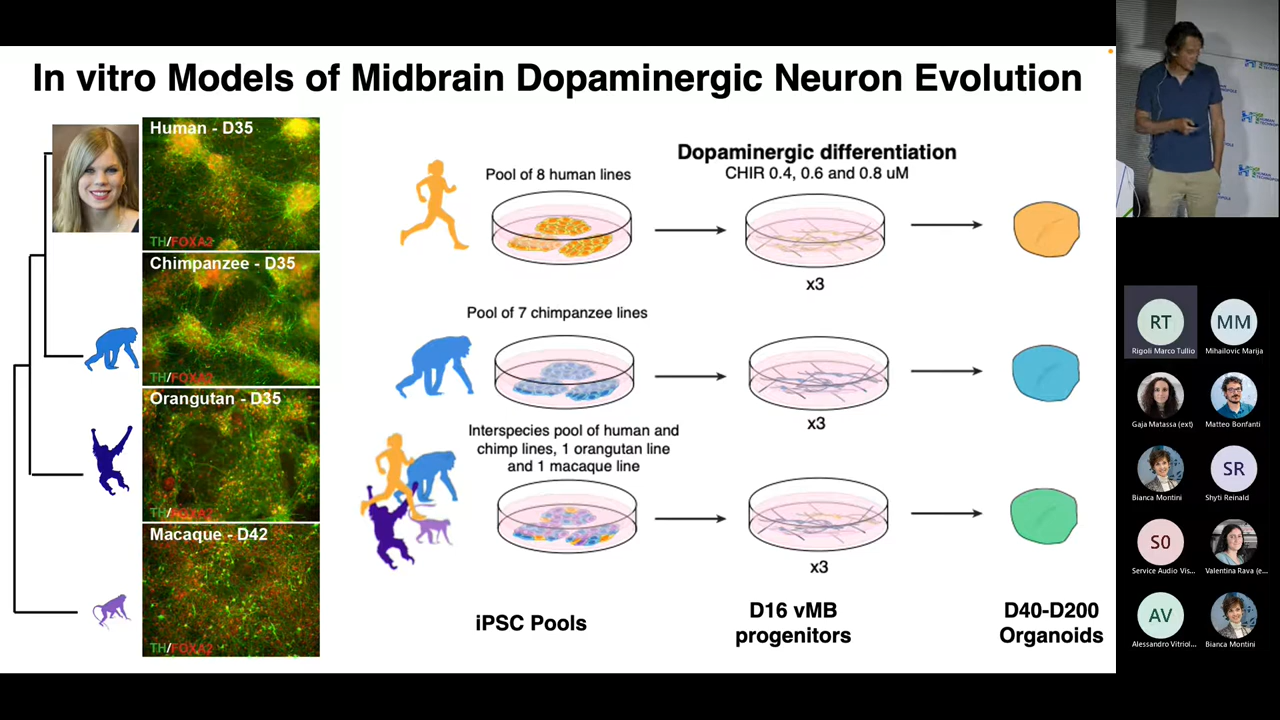 In vitro Models of Midbrain Dopaminergic Neuron Evolution
Human - D35
TH/FOXA2
Chimpanzee - D35
TH/FOXA2
Orangutan - D35
TH/FOXA2
Macaque - D42
TH/FOXA2
Dopaminergic differentiation
CHIR 0.4, 0.6 and 0.8 uM
Pool of 8 human lines
x3
Pool of 7 chimpanzee lines
x3
Interspecies pool of human and
chimp lines, 1 orangutan line
and 1 macaque line
x3
iPSC Pools
D16 vMB
progenitors
D40-D200
Organoids
RT
Rigoli Marco Tullio
MM
Mihailovic Marija
Gaja Matassa (ext)
Matteo Bonfanti
Bianca Montini
SR
Shyti Reinald
S0
Service Audio Vis...
Valentina Rava (e...
AV
Alessandro Vitriol...
Bianca Montini